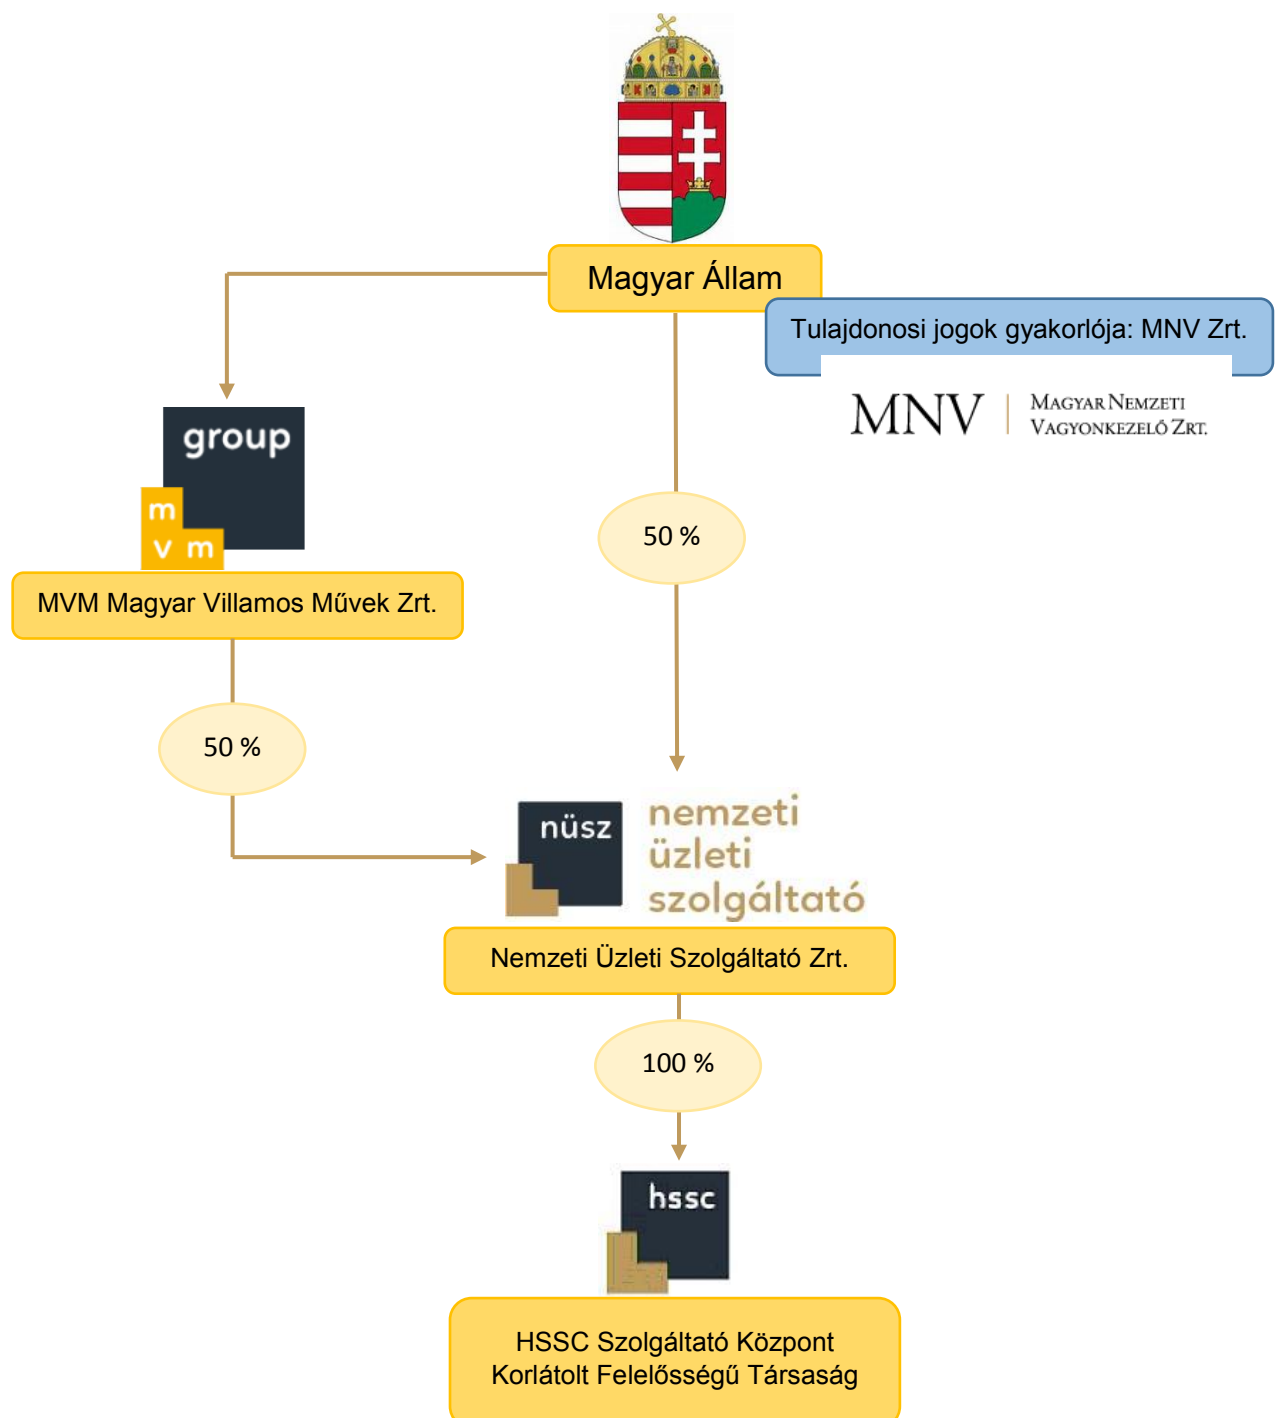 Magyar Állam
Tulajdonosi jogok gyakorlója: MNV Zrt.
MNV
MAGYAR NEMZETI
VAGYONKEZELŐ ZRT.
group
m
v m
MVM Magyar Villamos Művek Zrt.
50 %
50 %
nüsz
nemzeti
üzleti
szolgáltató
Nemzeti Üzleti Szolgáltató Zrt.
100 %
hssc
HSSC Szolgáltató Központ
Korlátolt Felelősségű Társaság